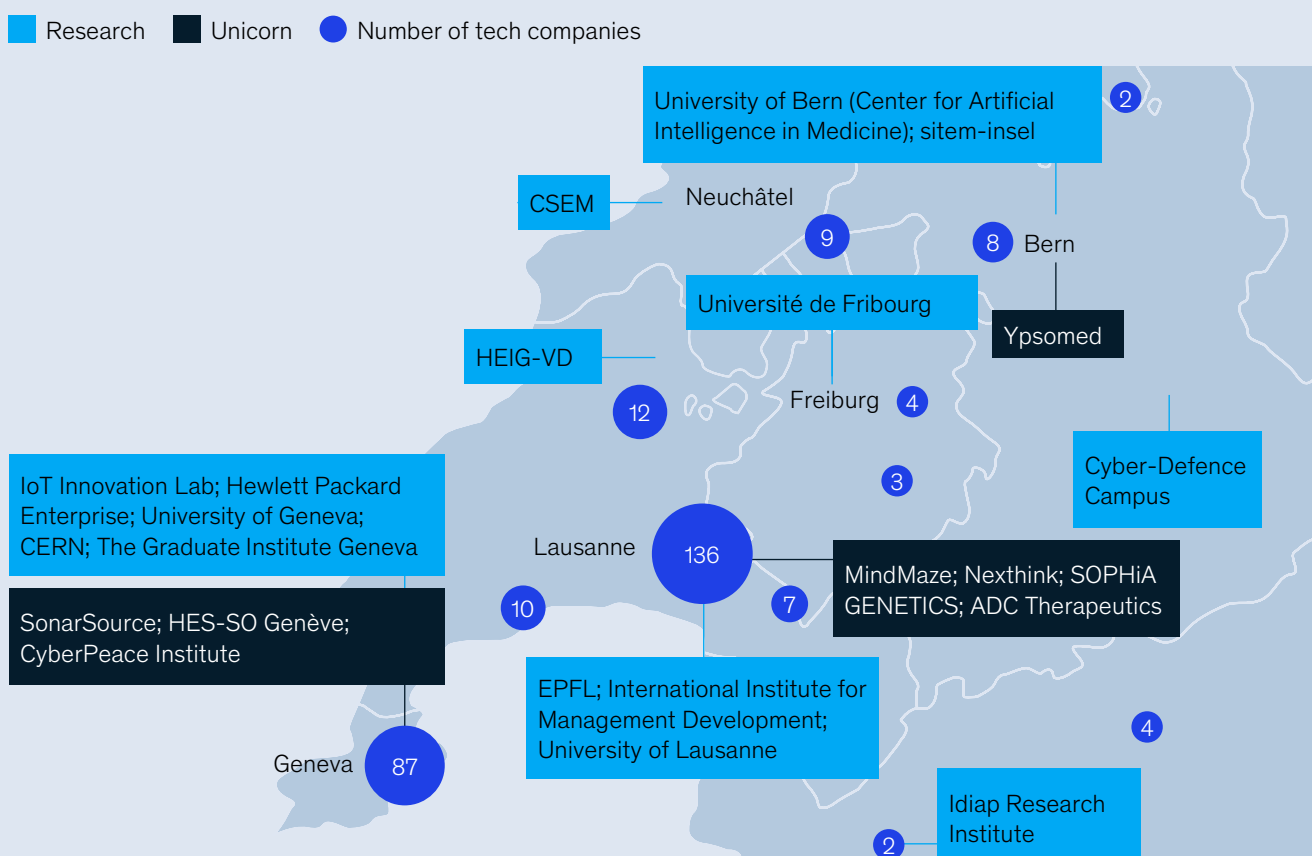 Research Unicorn Number of tech companies
University of Bern (Center for Artificial
Intelligence in Medicine); sitem-insel
2
CSEM
Neuchâtel
9
8
Bern
Université de Fribourg
Ypsomed
HEIG-VD
12
Freiburg
4
Cyber-Defence
Campus
IoT Innovation Lab; Hewlett Packard
Enterprise; University of Geneva;
CERN; The Graduate Institute Geneva
3
Lausanne
136
MindMaze; Nexthink; SOPHiA
GENETICS; ADC Therapeutics
10
7
SonarSource; HES-SO Genève;
CyberPeace Institute
EPFL; International Institute for
Management Development;
University of Lausanne
4
Geneva
87
Idiap Research
Institute
2